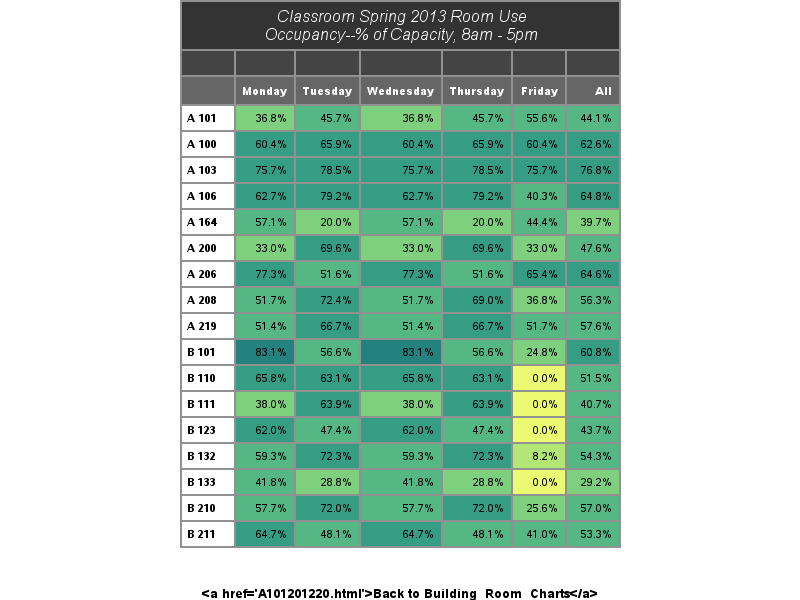 Classroom Spring 2013 Room Use
Occupancy--% of Capacity, 8am - 5pm
Monday Tuesday Wednesday Thursday Friday All
A 101 36.8% 45.7% 36.8% 45.7% 55.6% 44.1%
A 100 60.4% 65.9% 60.4% 65.9% 60.4% 62.6%
A 103 75.7% 78.5% 75.7% 78.5% 75.7% 76.8%
A 106 62.7% 79.2% 62.7% 79.2% 40.3% 64.8%
A 164 57.1% 20.0% 57.1% 20.0% 44.4% 39.7%
A 200 33.0% 69.6% 33.0% 69.6% 33.0% 47.6%
A 206 77.3% 51.6% 77.3% 51.6% 65.4% 64.6%
A 208 51.7% 72.4% 51.7% 69.0% 36.8% 56.3%
A 219 51.4% 66.7% 51.4% 66.7% 51.7% 57.6%
B 101 83.1% 56.6% 83.1% 56.6% 24.8% 60.8%
B 110 65.8% 63.1% 65.8% 63.1% 0.0% 51.5%
B 111 38.0% 63.9% 38.0% 63.9% 0.0% 40.7%
B 123 62.0% 47.4% 62.0% 47.4% 0.0% 43.7%
B 132 59.3% 72.3% 59.3% 72.3% 8.2% 54.3%
B 133 41.8% 28.8% 41.8% 28.8% 0.0% 29.2%
B 210 57.7% 72.0% 57.7% 72.0% 25.6% 57.0%
B 211 64.7% 48.1% 64.7% 48.1% 41.0% 53.3%
<a href='A101201220.html'>Back to Building_Room_Charts</a>